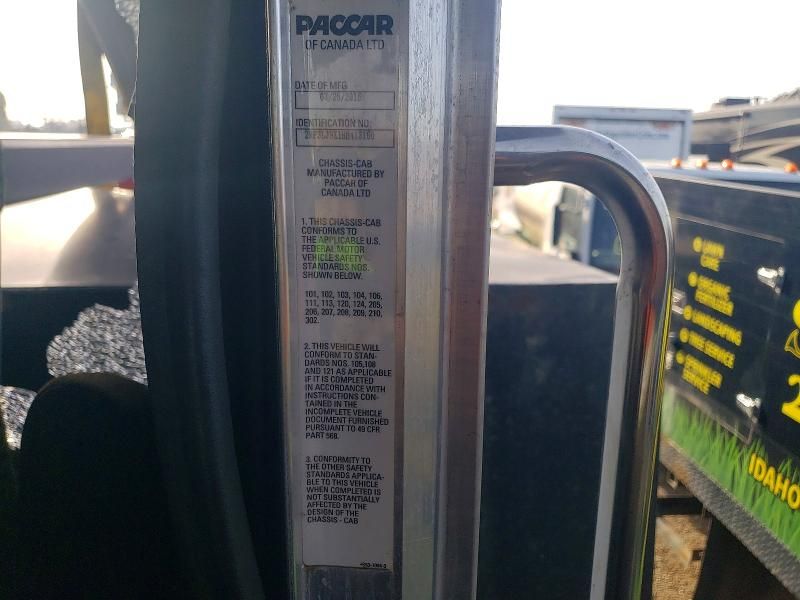 PACCAR
OF CANADA LTD
DATE OF MFG
IDENTIFICATION NO:
CHASSIS-CAB
MANUFACTURED BY
PACCAR OF
CANADA LTD
1. THIS CHASSIS-CAB
CONFORMS TO
THE APPLICABLE U.S.
FEDERAL MOTOR
VEHICLE SAFETY
STANDARDS NOS.
SHOWN BELOW.
101, 102, 103, 104, 106,
111, 113, 120, 124, 205,
206, 207, 208, 209, 210,
302.
2. THIS VEHICLE WILL
CONFORM TO STAN-
DARDS NOS. 105,108
AND 121 AS APPLICABLE
IF IT IS COMPLETED
IN ACCORDANCE WITH
INSTRUCTIONS CON-
TAINED IN THE
INCOMPLETE VEHICLE
DOCUMENT FURNISHED
PURSUANT TO 49 CFR
PART 568.
3. CONFORMITY TO
THE OTHER SAFETY
STANDARDS APPLICA-
BLE TO THIS VEHICLE
WHEN COMPLETED IS
NOT SUBSTANTIALLY
AFFECTED BY THE
DESIGN OF THE
CHASSIS - CAB
LAWN
CARE
ORGANIC
FERTILIZER
LANDSCAPING
TREE SERVICE
SPRINKLER
SERVICE
IDAHO